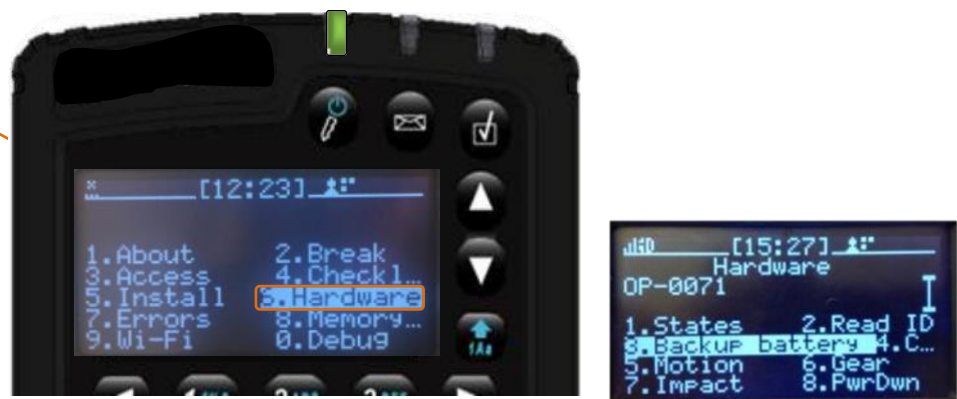 [12:23]
1.About 2.Break
3.Access 4.Checkl…
5.Install 6.Hardware
7.Errors 8.Memory…
9.Wi-Fi 0.Debug
1Aa
[15:27]
Hardware
OP-0071
1.States 2.Read ID
3.Backup battery 4.C…
5.Motion 6.Gear
7.Impact 8.PwrDwn